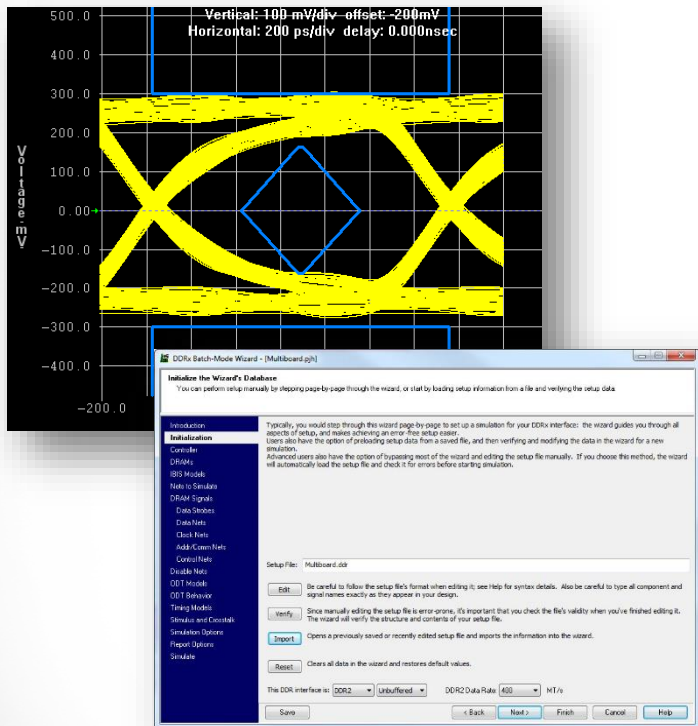 Vertical: 100 mV/div offset: -200mV
Horizontal: 200 ps/div delay: 0.000nsec
500.0
400.0
300.0
200.0
100.0
0.00
-100.0
-200.0
-300.0
-400.0
-200.0
Voltage-mV
DDRx Batch-Mode Wizard - [Multiboard.pjh]
Initialize the Wizard's Database
You can perform setup manually by stepping page-by-page through the wizard, or start by loading setup information from a file and verifying the setup data.
Introduction
Initialization
Controller
DRAMs
IBIS Models
Nets to Simulate
DRAM Signals
Data Strobes
Data Nets
Clock Nets
Addr/Comm Nets
Control Nets
Disable Nets
ODT Models
ODT Behavior
Timing Models
Stimulus and Crosstalk
Simulation Options
Report Options
Simulate
Typically, you would step through this wizard page-by-page to set up a simulation for your DDRx interface: the wizard guides you through all
aspects of setup, and makes achieving an error-free setup easier.
Users also have the option of preloading setup data from a saved file, and then verifying and modifying the data in the wizard for a new
simulation.
Advanced users also have the option of bypassing most of the wizard and editing the setup file manually. If you choose this method, the wizard
will automatically load the setup file and check it for errors before starting simulation.
Setup File: Multiboard.ddr
Edit
Be careful to follow the setup file's format when editing it; see Help for syntax details. Also be careful to type all component and
signal names exactly as they appear in your design.
Verify
Since manually editing the setup file is error-prone, it's important that you check the file's validity when you've finished editing it.
The wizard will verify the structure and contents of your setup file.
Import
Opens a previously saved or recently edited setup file and imports the information into the wizard.
Reset
Clears all data in the wizard and restores default values.
This DDR interface is: DDR2 Unbuffered DDR2 Data Rate: 400 MT/s
Save < Back Next > Finish Cancel Help